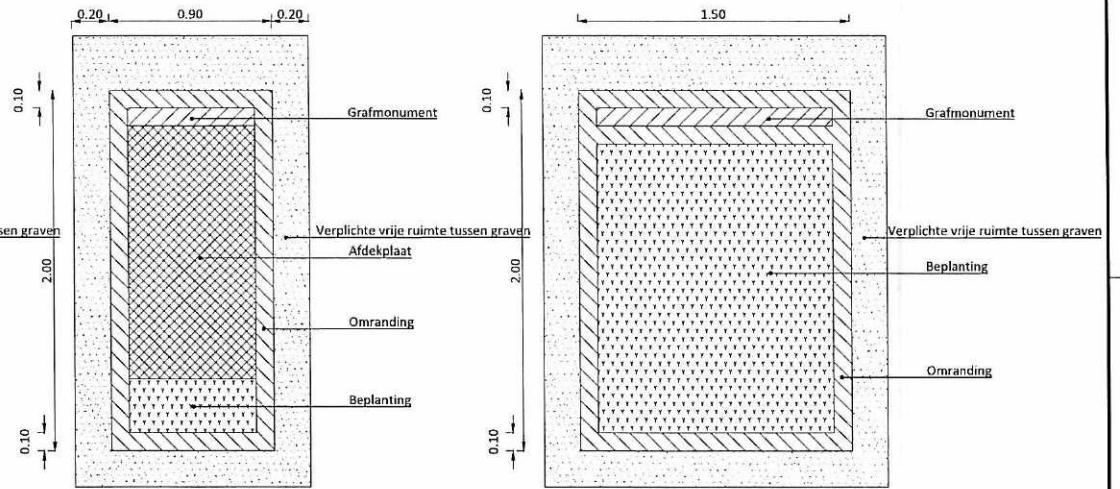 0.20 0.90 0.20
0.10
Grafmonument
sen graven
Verplichte vrije ruimte tussen graven
Afdekplaat
2.00
Omranding
Beplanting
0.10
1.50
0.10
Grafmonument
Verplichte vrije ruimte tussen graven
Beplanting
2.00
Omranding
0.10